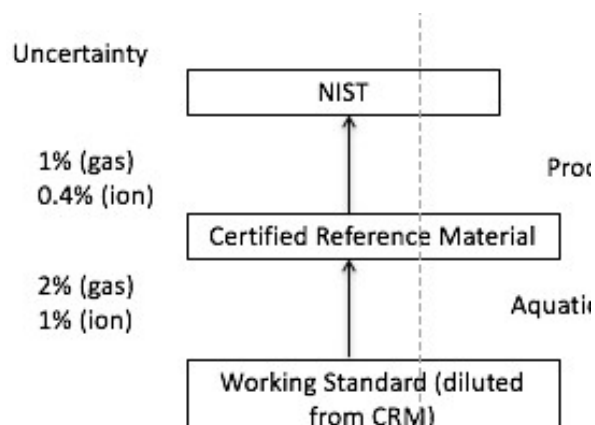 Uncertainty
NIST
1% (gas)
0.4% (ion)
Certified Reference Material
2% (gas)
1% (ion)
Working Standard (diluted
from CRM)